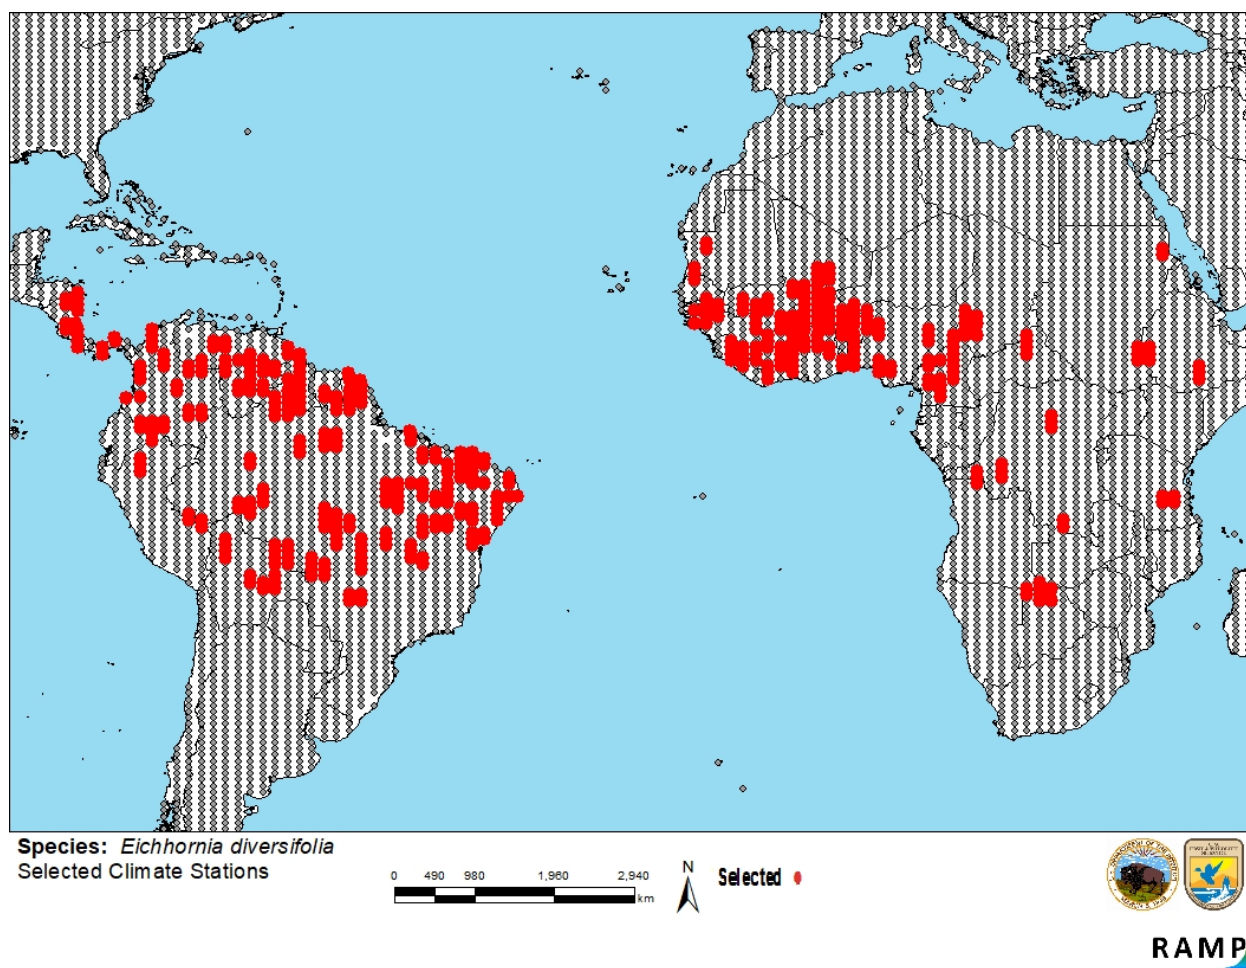 Species: Eichhornia diversifolia
Selected Climate Stations
0 490 980 1,960 2,940
km
N
Selected
RAMP